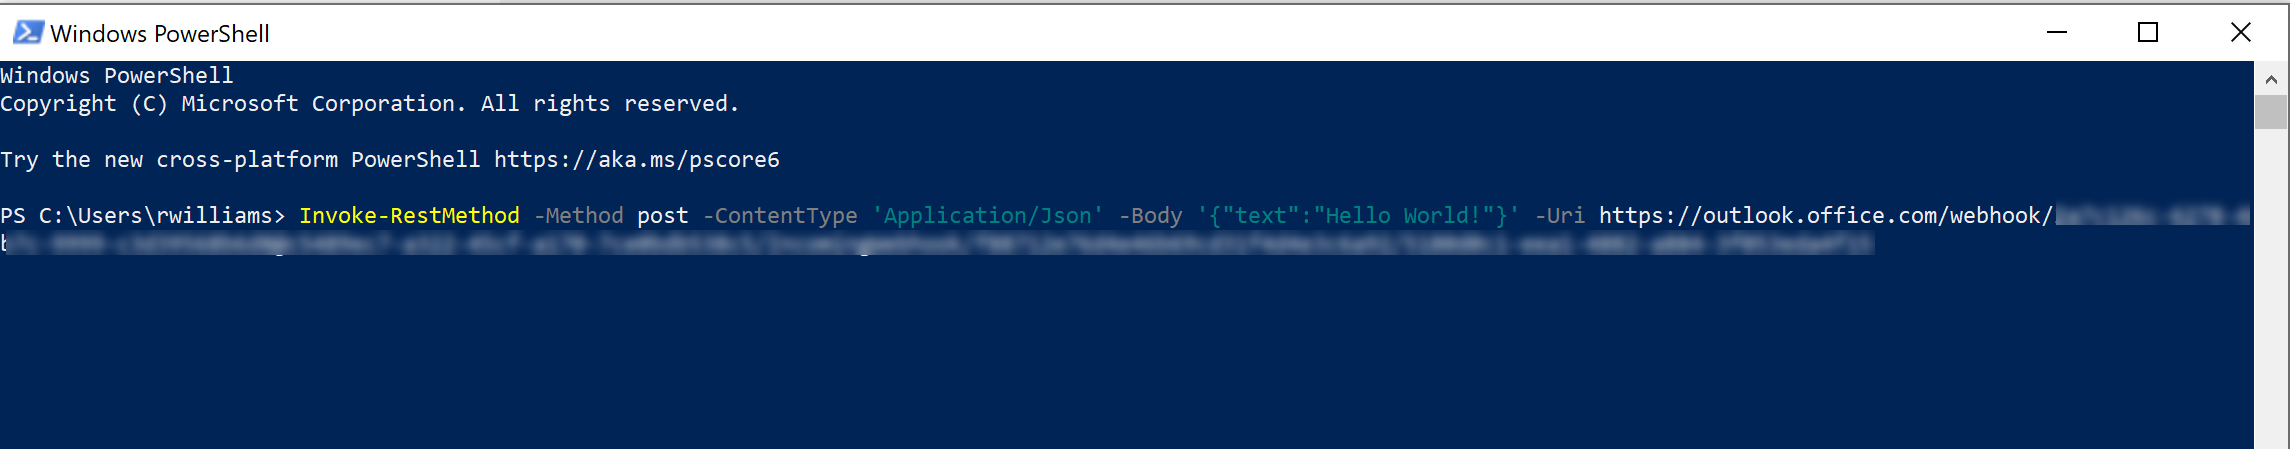 Windows PowerShell
Windows PowerShell
Copyright (C) Microsoft Corporation. All rights reserved.
Try the new cross-platform PowerShell https://aka.ms/pscore6
PS C:\Users\rwilliams> Invoke-RestMethod -Method post -ContentType 'Application/Json' -Body '{"text":"Hello World!"}' -Uri https://outlook.office.com/webhook/